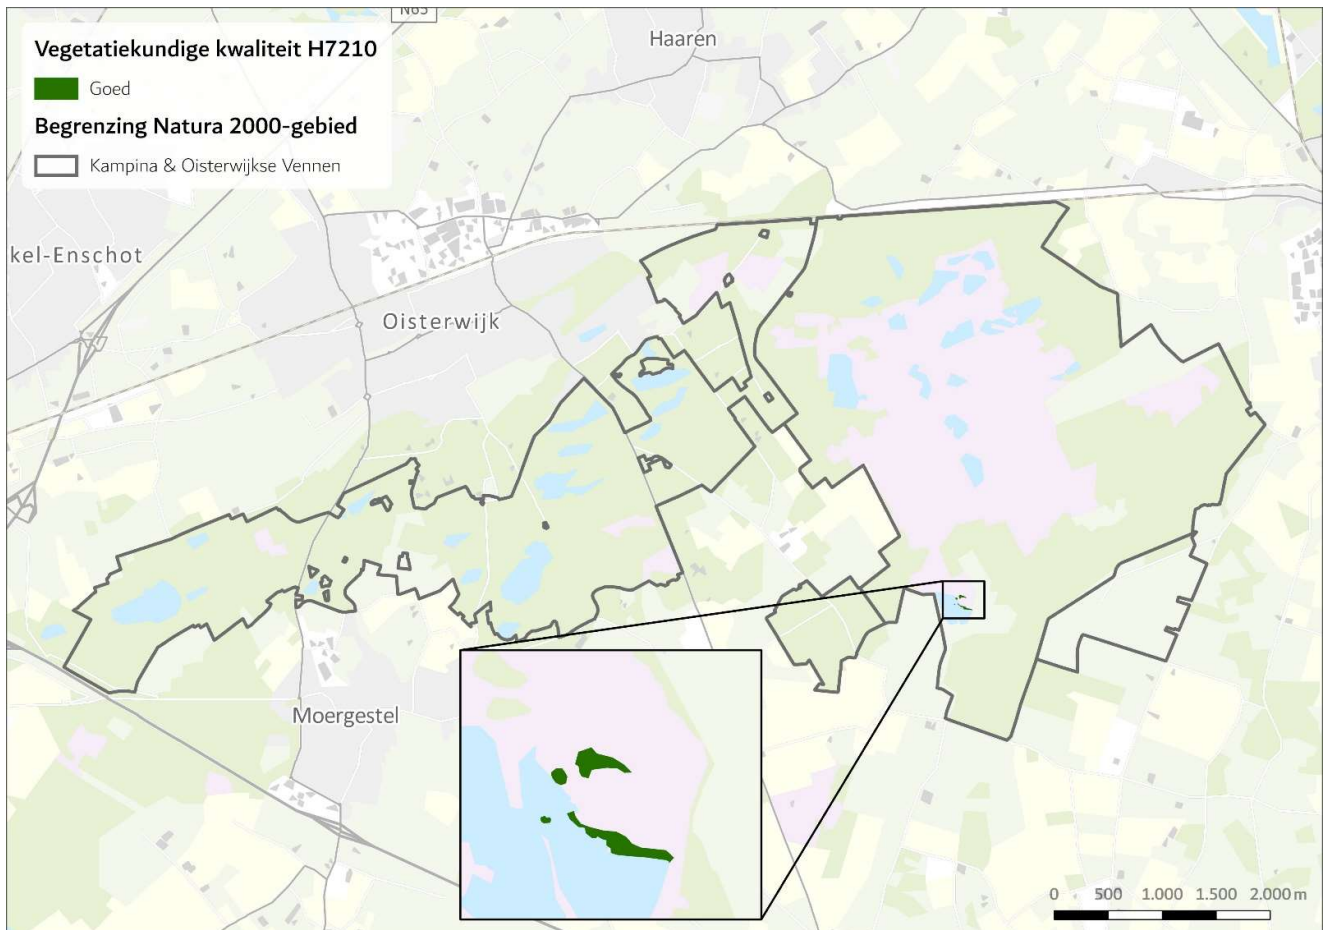 N65
Vegetatiekundige kwaliteit H7210
Goed
Begrenzing Natura 2000-gebied
Kampina & Oisterwijkse Vennen
Haaren
kel-Enschot
Oisterwijk
Moergestel
0 500 1.000 1.500 2.000 m